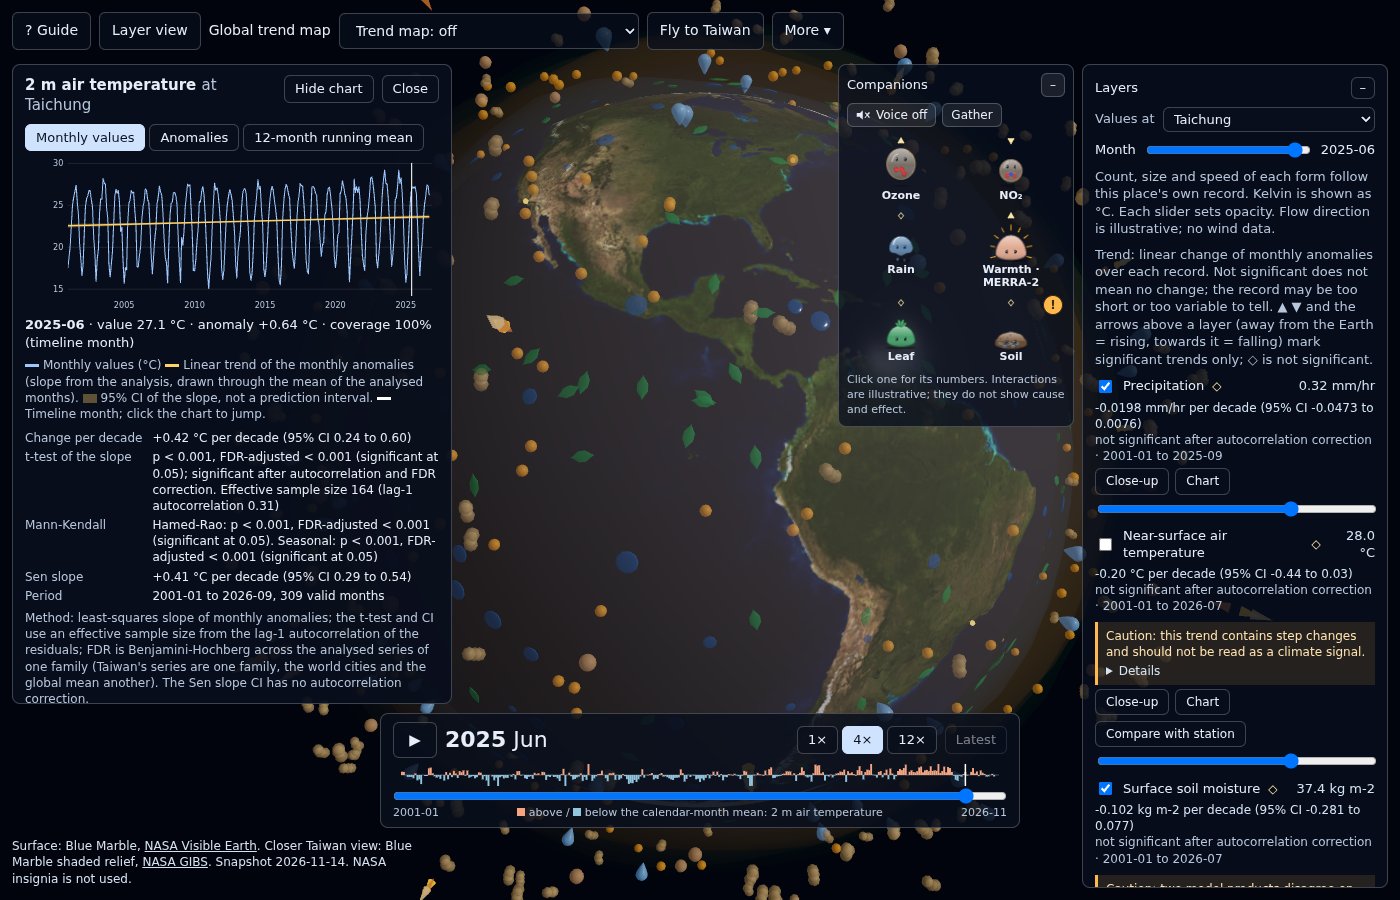 ? Guide
Layer view
Global trend map
Trend map: off
Fly to Taiwan
More ▾
2 m air temperature at
Taichung
Hide chart
Close
Monthly values
Anomalies
12-month running mean
30
25
20
15
2005
2010
2015
2020
2025
2025-06 · value 27.1 °C · anomaly +0.64 °C · coverage 100%
(timeline month)
Monthly values (°C) Linear trend of the monthly anomalies
(slope from the analysis, drawn through the mean of the analysed
months). 95% CI of the slope, not a prediction interval.
Timeline month; click the chart to jump.
Change per decade +0.42 °C per decade (95% CI 0.24 to 0.60)
t-test of the slope p < 0.001, FDR-adjusted < 0.001 (significant at
0.05); significant after autocorrelation and FDR
correction. Effective sample size 164 (lag-1
autocorrelation 0.31)
Mann-Kendall Hamed-Rao: p < 0.001, FDR-adjusted < 0.001
(significant at 0.05). Seasonal: p < 0.001, FDR-
adjusted < 0.001 (significant at 0.05)
Sen slope +0.41 °C per decade (95% CI 0.29 to 0.54)
Period 2001-01 to 2026-09, 309 valid months
Method: least-squares slope of monthly anomalies; the t-test and CI
use an effective sample size from the lag-1 autocorrelation of the
residuals; FDR is Benjamini-Hochberg across the analysed series of
one family (Taiwan's series are one family, the world cities and the
global mean another). The Sen slope CI has no autocorrelation
correction.
Companions
–
Voice off
Gather
Ozone
NO₂
Rain
Warmth ·
MERRA-2
!
Leaf
Soil
Click one for its numbers. Interactions
are illustrative; they do not show cause
and effect.
Layers
–
Values at Taichung
Month 2025-06
Count, size and speed of each form follow
this place's own record. Kelvin is shown as
°C. Each slider sets opacity. Flow direction
is illustrative; no wind data.
Trend: linear change of monthly anomalies
over each record. Not significant does not
mean no change; the record may be too
short or too variable to tell. ▲ ▼ and the
arrows above a layer (away from the Earth
= rising, towards it = falling) mark
significant trends only; ◇ is not significant.
Precipitation ◇ 0.32 mm/hr
-0.0198 mm/hr per decade (95% CI -0.0473 to
0.0076)
not significant after autocorrelation correction
· 2001-01 to 2025-09
Close-up
Chart
Near-surface air
temperature
◇ 28.0
°C
-0.20 °C per decade (95% CI -0.44 to 0.03)
not significant after autocorrelation correction
· 2001-01 to 2026-07
Caution: this trend contains step changes
and should not be read as a climate signal.
▶ Details
Close-up
Chart
Compare with station
Surface soil moisture ◇ 37.4 kg m-2
-0.102 kg m-2 per decade (95% CI -0.281 to
0.077)
not significant after autocorrelation correction
· 2001-01 to 2026-07
Caution: two model products disagree on
▶
2025 Jun
1×
4×
12×
Latest
2001-01
above / below the calendar-month mean: 2 m air temperature
2026-11
Surface: Blue Marble, NASA Visible Earth. Closer Taiwan view: Blue
Marble shaded relief, NASA GIBS. Snapshot 2026-11-14. NASA
insignia is not used.